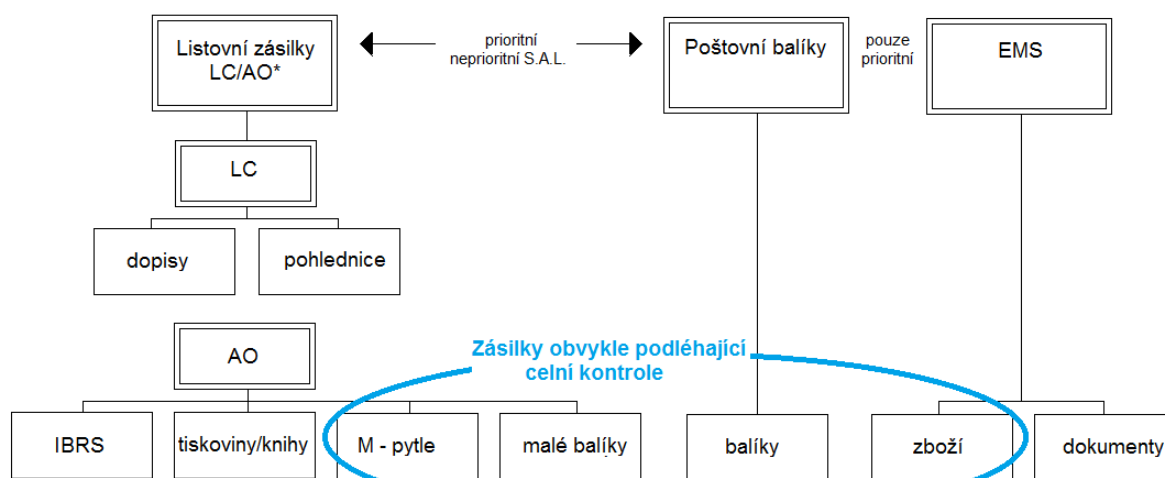 Listovní zásilky
LC/AO*
prioritní
neprioritní S.A.L.
Poštovní balíky
pouze
prioritní
EMS
LC
dopisy
pohlednice
AO
Zásilky obvykle podléhající
celní kontrole
IBRS
tiskoviny/knihy
M - pytle
malé balíky
balíky
zboží
dokumenty